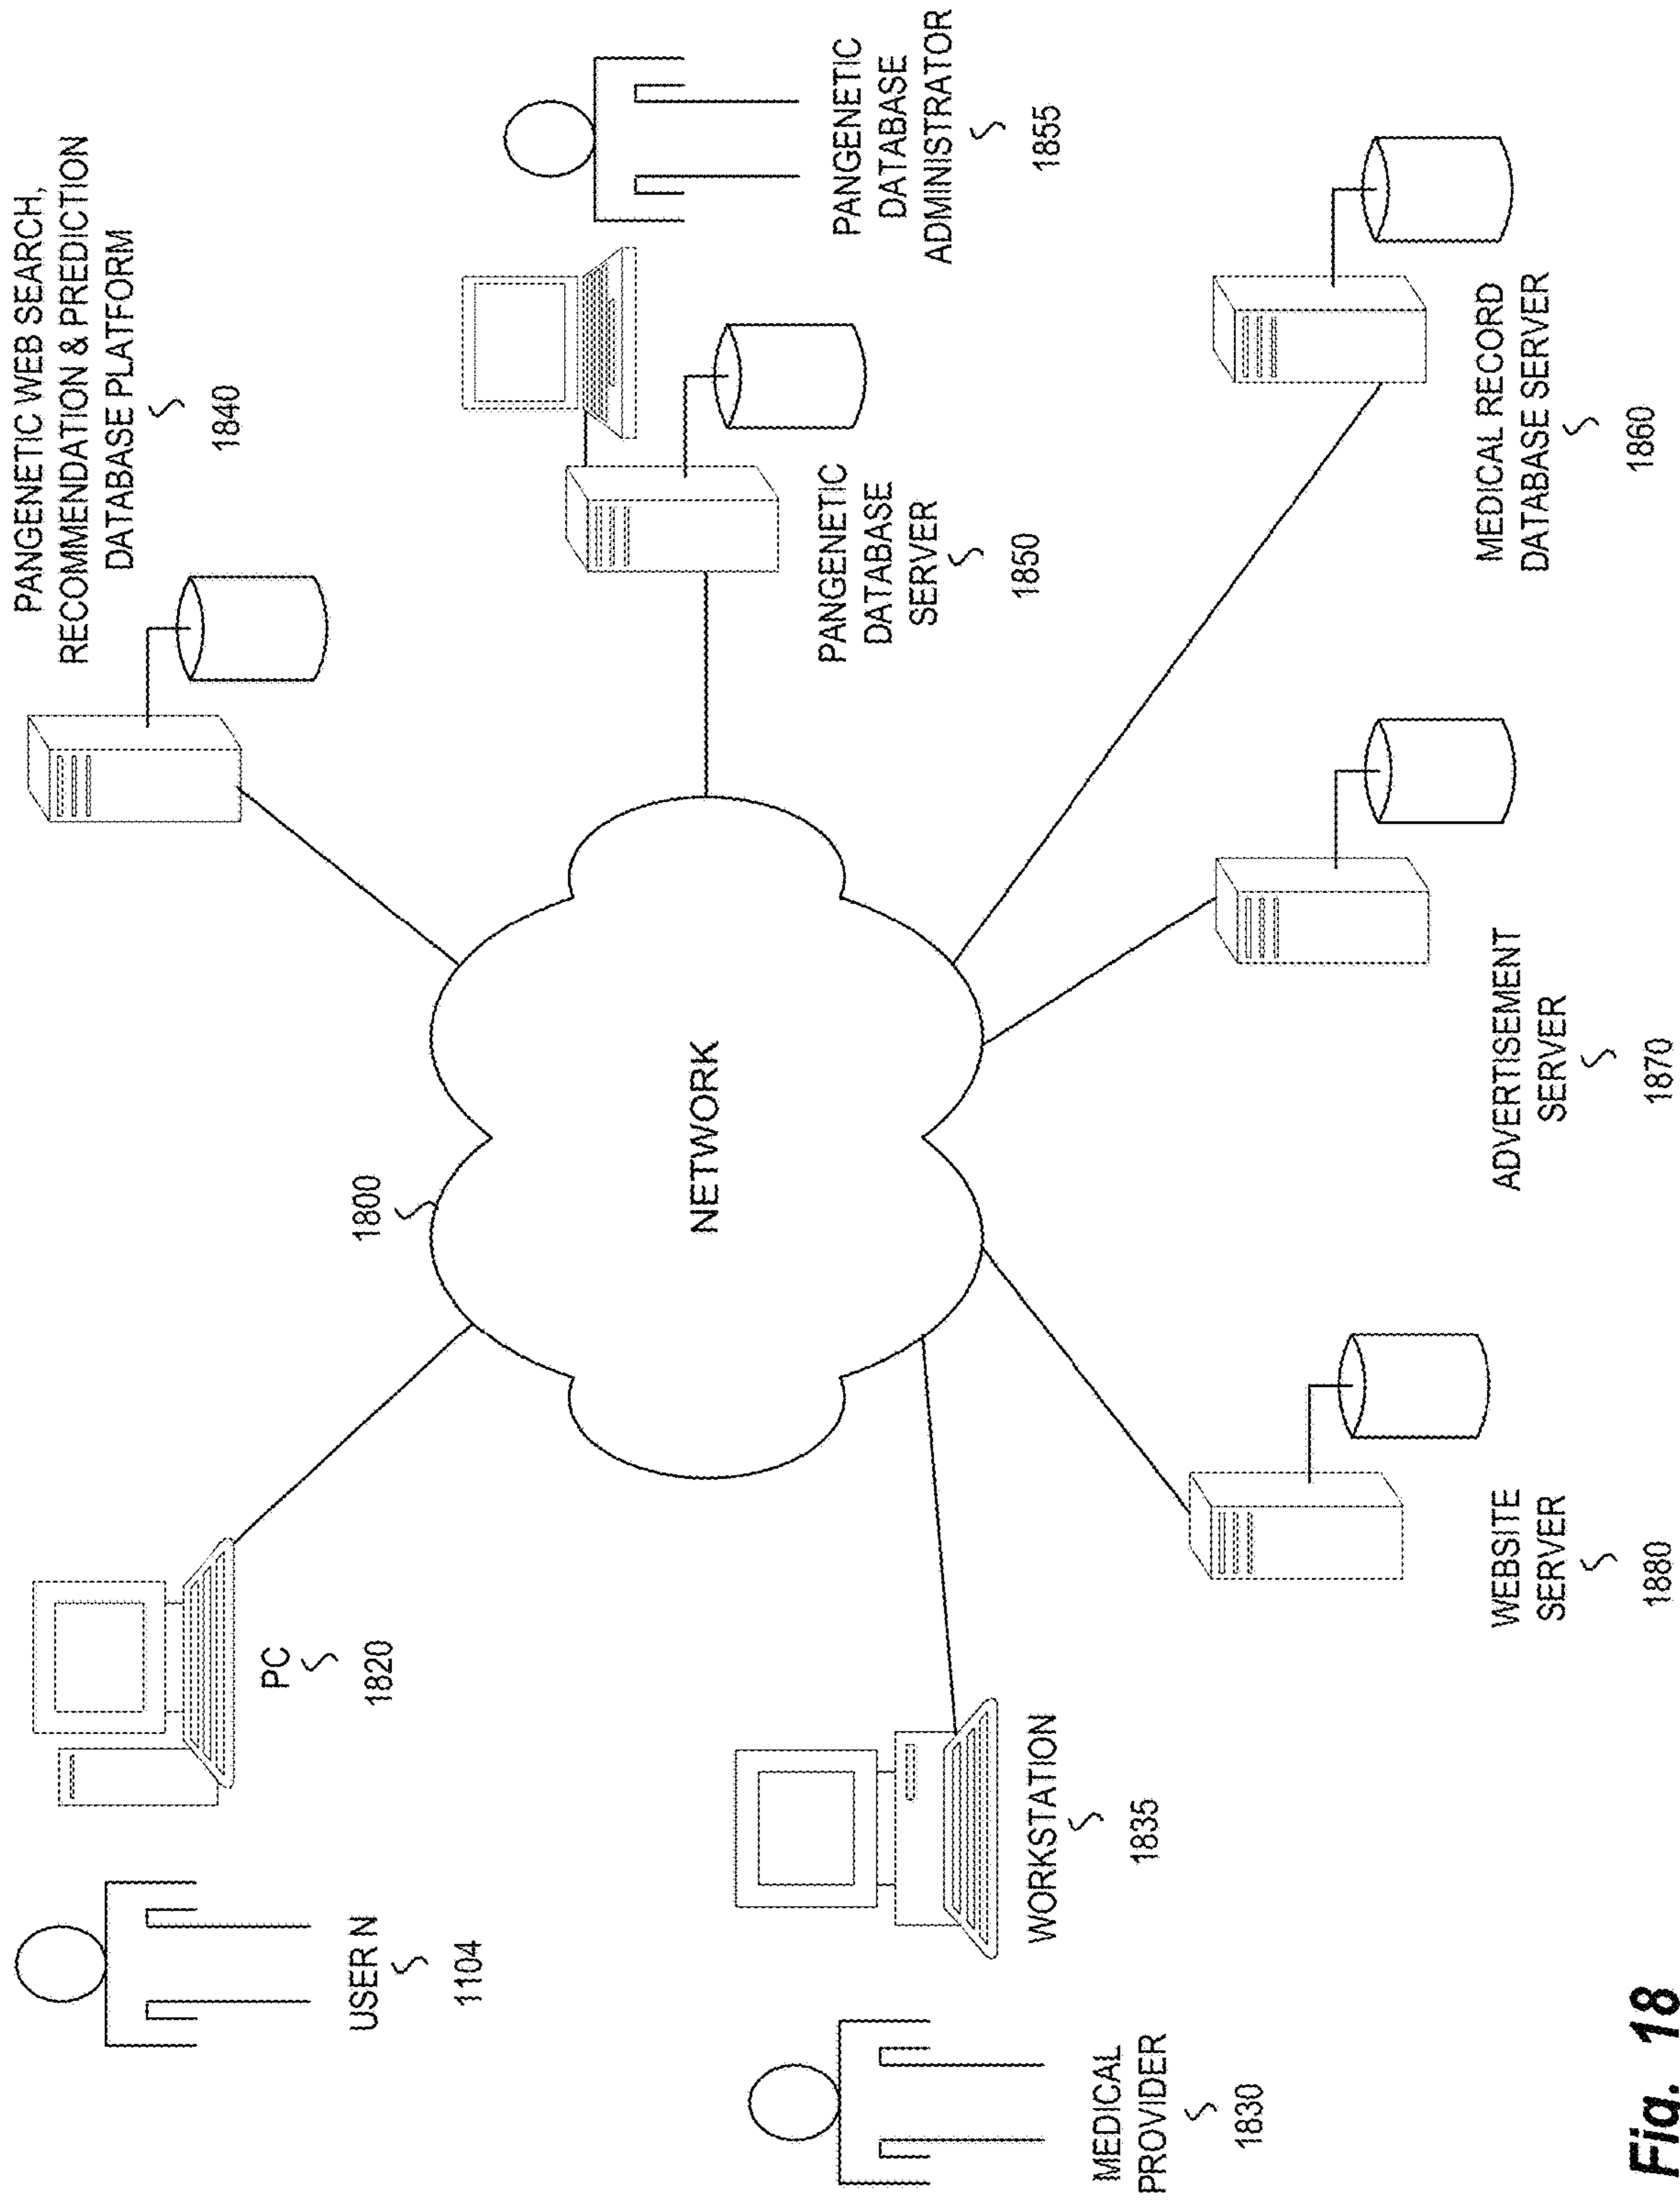 USER N
1104
PC
1820
1800
PANGENETIC WEB SEARCH,
RECOMMENDATION & PREDICTION
DATABASE PLATFORM
1840
MEDICAL
PROVIDER
1830
WORKSTATION
1835
NETWORK
PANGENETIC
DATABASE
SERVER
1850
PANGENETIC
DATABASE
ADMINISTRATOR
1855
WEBSITE
SERVER
1880
ADVERTISEMENT
SERVER
1870
MEDICAL RECORD
DATABASE SERVER
1860
Fig. 18